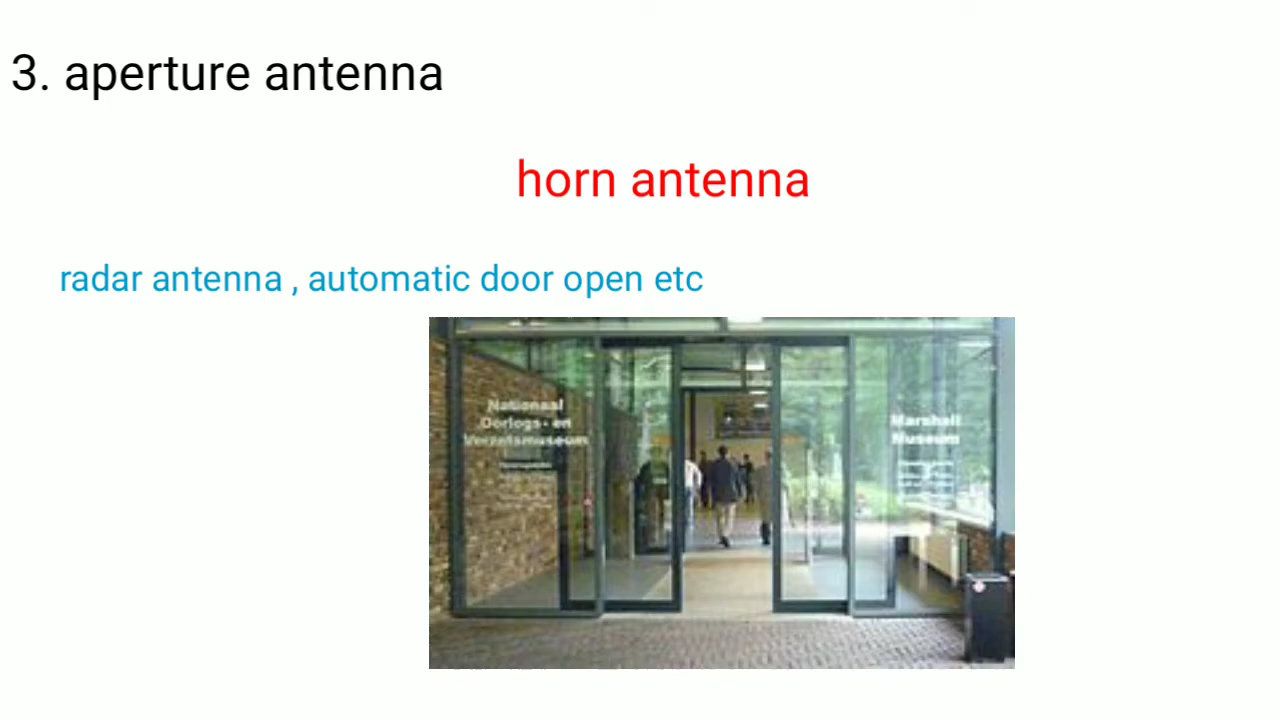 3. aperture antenna
horn antenna
radar antenna , automatic door open etc
Nationaal
Oorlogs- en
Verzetsmuseum
Marshall
Museum